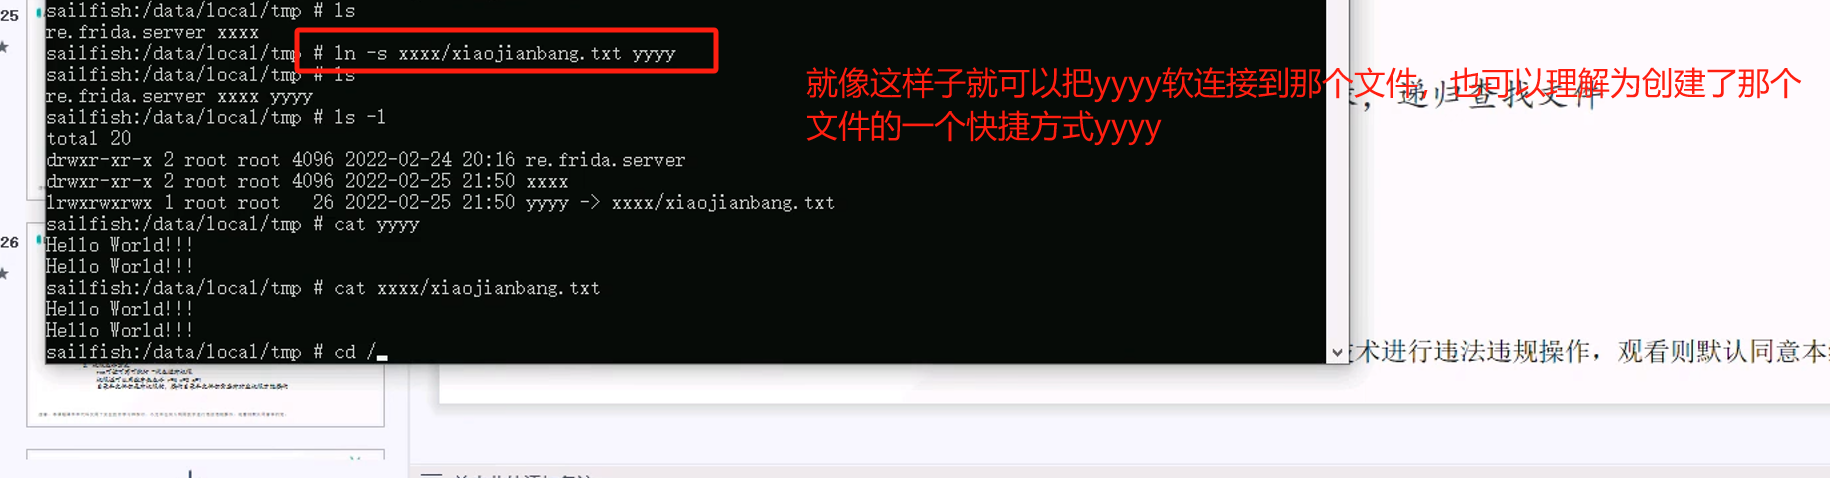 25
sailfish:/data/local/tmp # ls
re.frida.server xxxx
sailfish:/data/local/tmp # ln -s xxxx/xiaojianbang.txt yyyy
sailfish:/data/local/tmp # ls
re.frida.server xxxx yyyy
sailfish:/data/local/tmp # ls -l
total 20
drwxr-xr-x 2 root root 4096 2022-02-24 20:16 re.frida.server
drwxr-xr-x 2 root root 4096 2022-02-25 21:50 xxxx
lrwxrwxrwx 1 root root 26 2022-02-25 21:50 yyyy -> xxxx/xiaojianbang.txt
sailfish:/data/local/tmp # cat yyyy
Hello World!!!
Hello World!!!
sailfish:/data/local/tmp # cat xxxx/xiaojianbang.txt
Hello World!!!
Hello World!!!
sailfish:/data/local/tmp # cd /
就像这样子就可以把yyyy软连接到那个文件，也可以理解为创建了那个
文件的一个快捷方式yyyy
，递归查找文件
26
术进行违法违规操作，观看则默认同意本